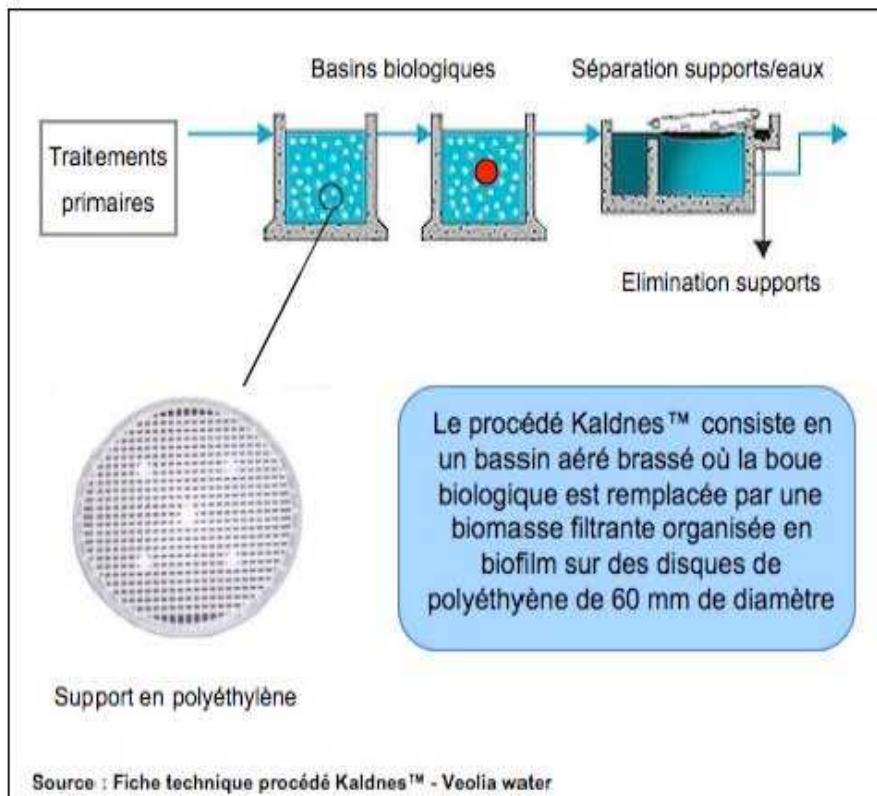 Basins biologiques
Séparation supports/eaux
Traitements
primaires
Elimination supports
Le procédé Kaldnes™ consiste en
un bassin aéré brassé où la boue
biologique est remplacée par une
biomasse filtrante organisée en
biofilm sur des disques de
polyéthyène de 60 mm de diamètre
Support en polyéthylène
Source : Fiche technique procédé Kaldnes™ - Veolia water